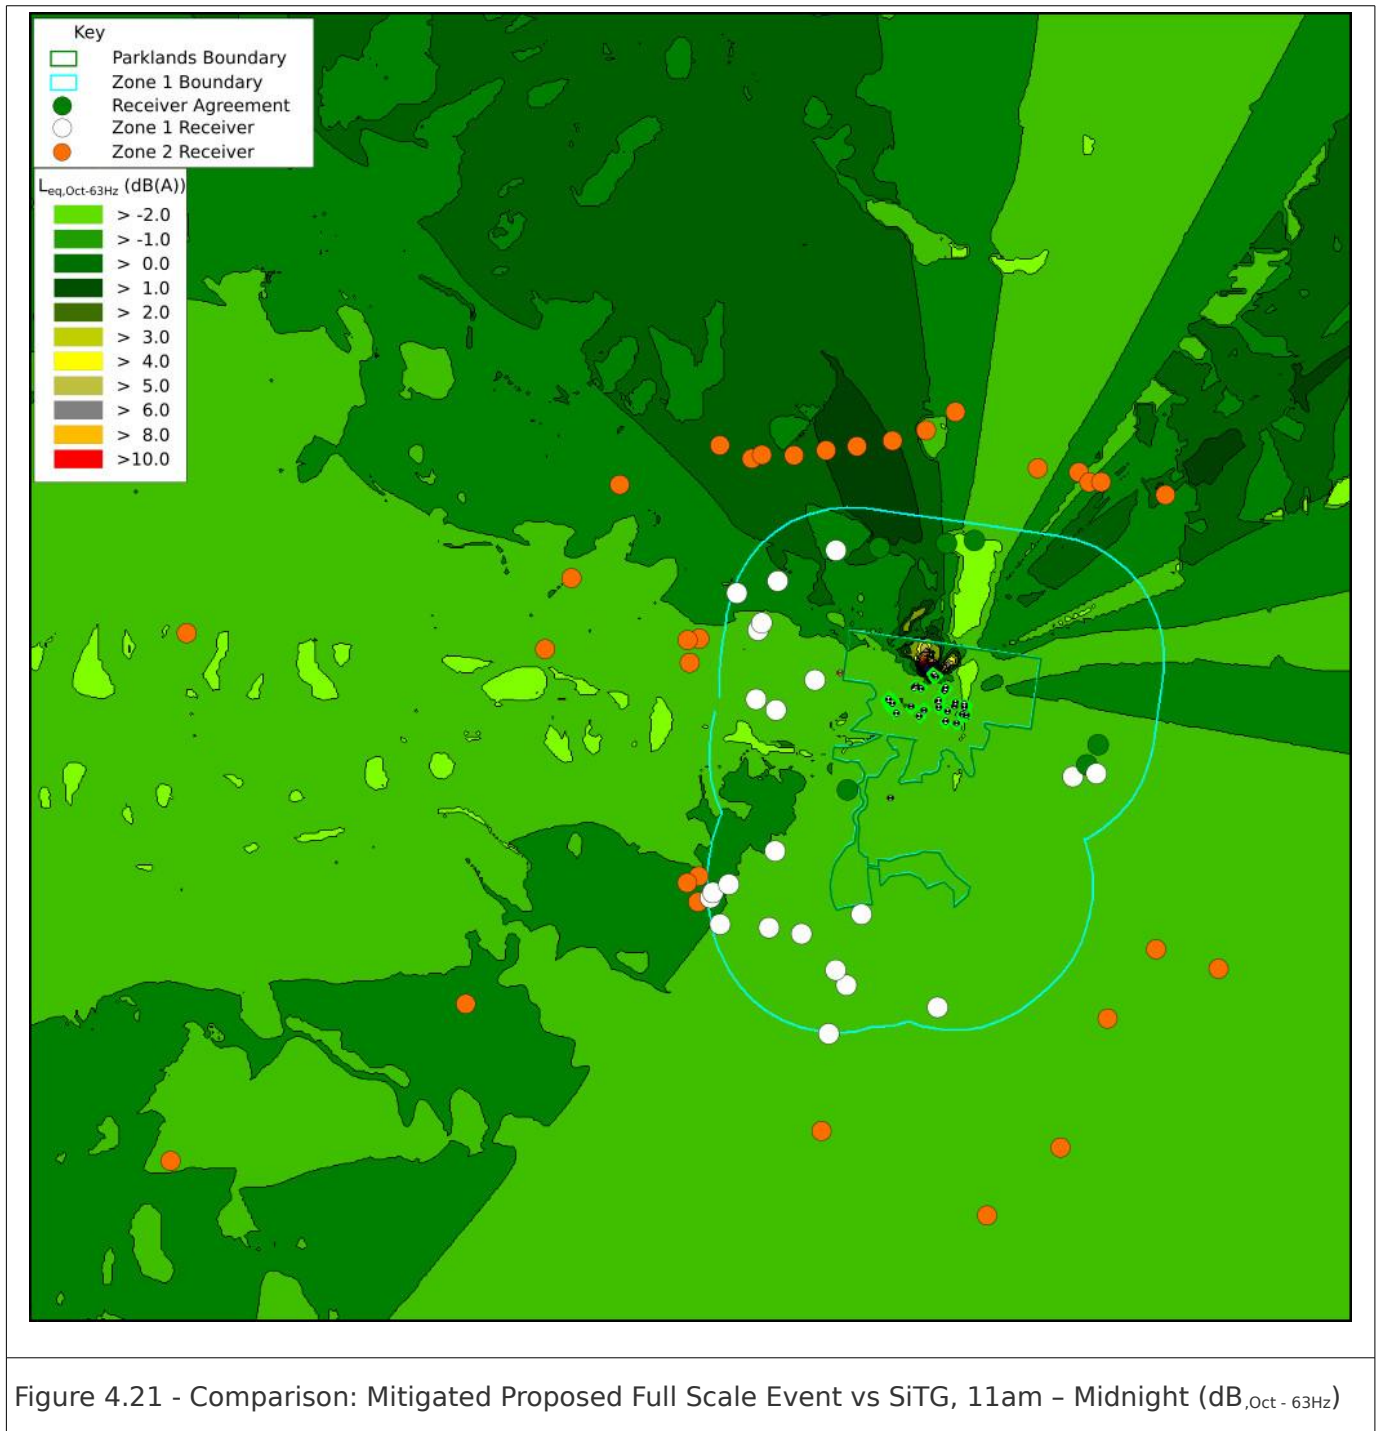 Key
Parklands Boundary
Zone 1 Boundary
Receiver Agreement
Zone 1 Receiver
Zone 2 Receiver
Leq,Oct-63Hz (dB(A))
> -2.0
> -1.0
> 0.0
> 1.0
> 2.0
> 3.0
> 4.0
> 5.0
> 6.0
> 8.0
>10.0
Figure 4.21 - Comparison: Mitigated Proposed Full Scale Event vs SiTG, 11am – Midnight (dB,Oct - 63Hz)